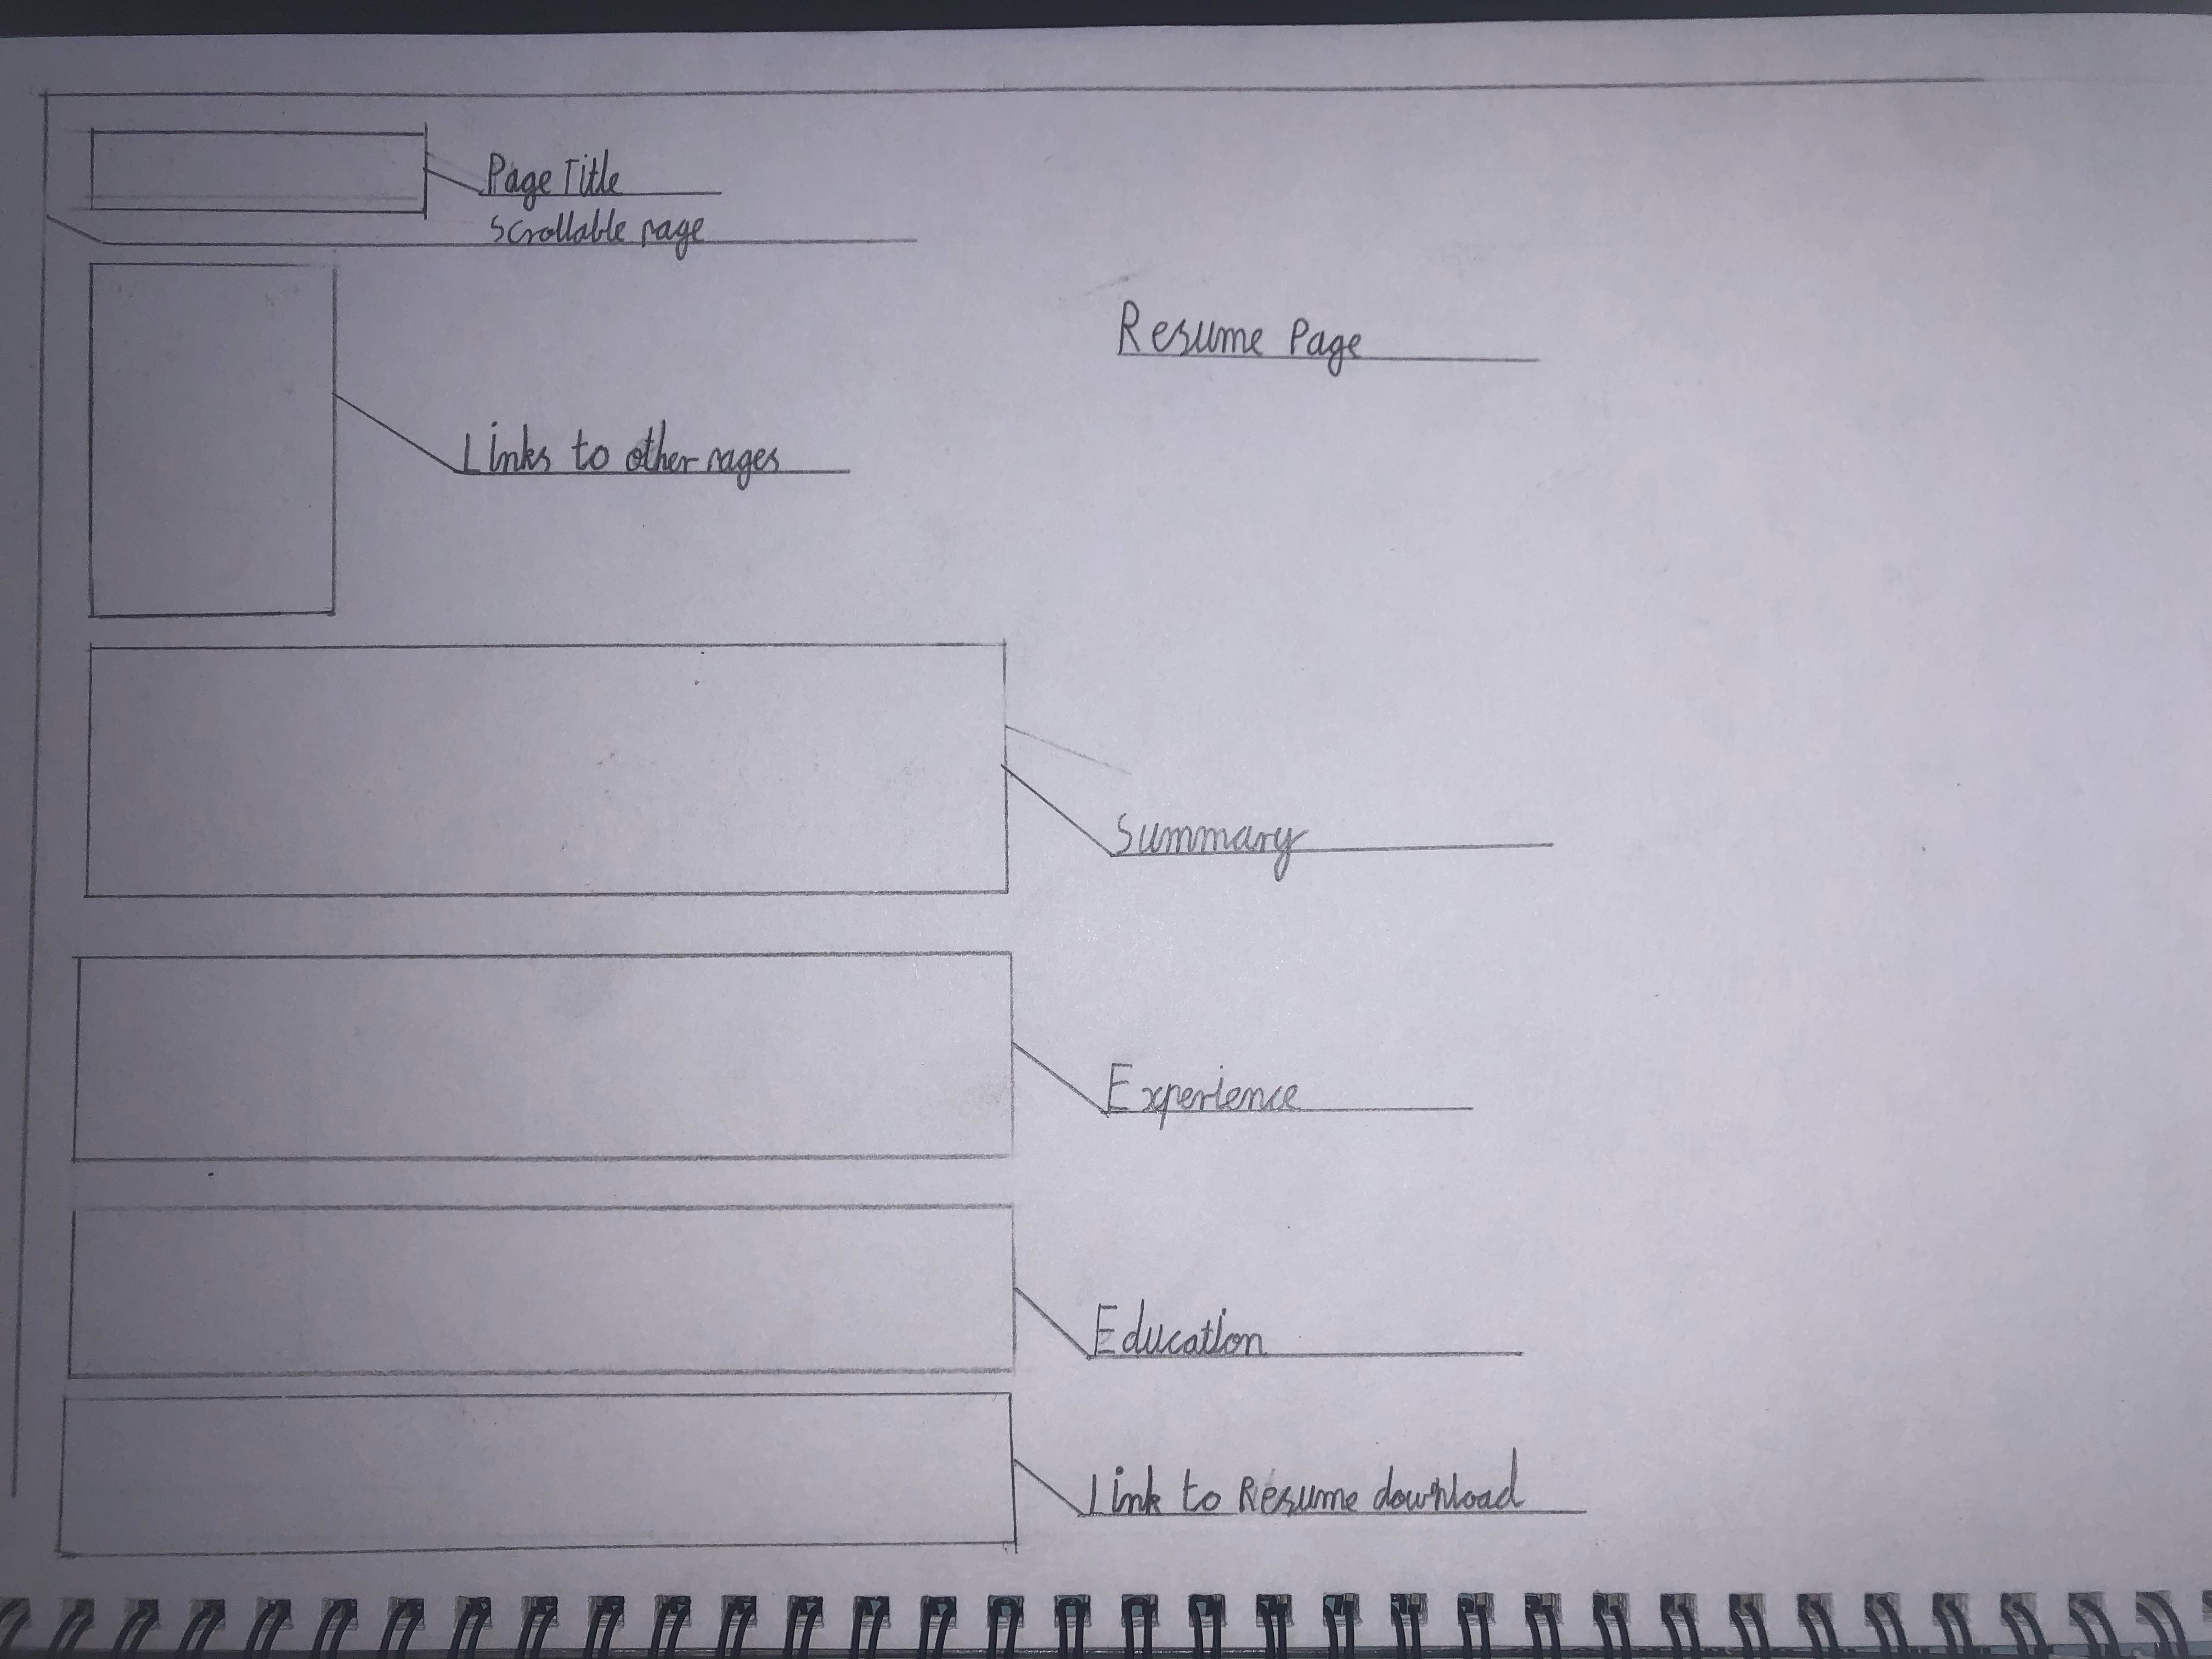 Page Title
Scrollable page
Resume Page
Links to other pages
Summary
Experience
Education
Link to Resume download